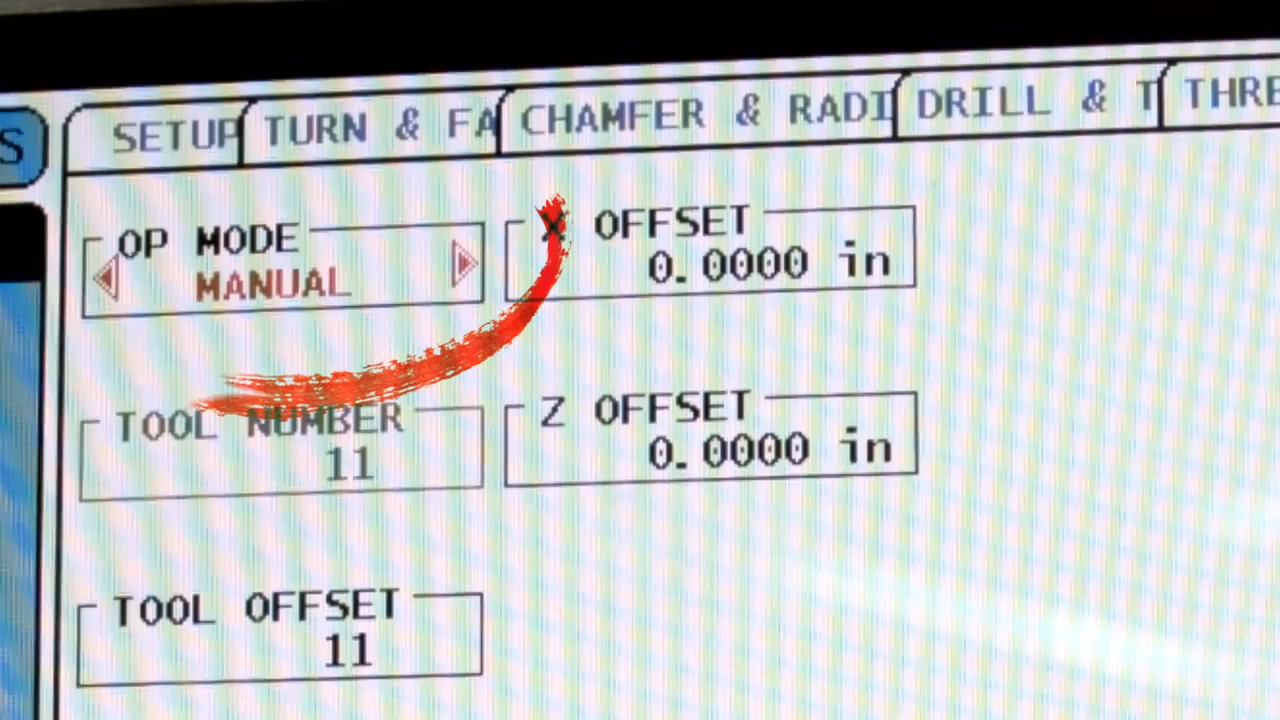 S
SETUP TURN & FA CHAMFER & RADI DRILL & T THRE
OP MODE
MANUAL
X OFFSET
0.0000 in
TOOL NUMBER
11
Z OFFSET
0.0000 in
TOOL OFFSET
11